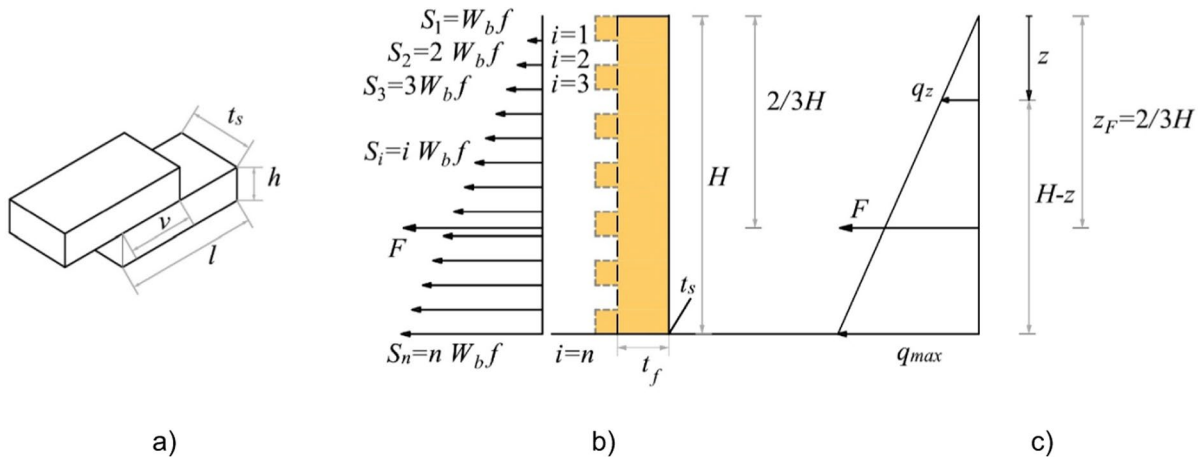 t_s
h
v
l
a)
S_1=W_b f
S_2=2 W_b f
S_3=3W_b f
S_i=i W_b f
F
S_n=n W_b f
i=1
i=2
i=3
i=n
t_f
t_s
H
2/3H
b)
q_z
F
q_max
z
H-z
z_F=2/3H
c)